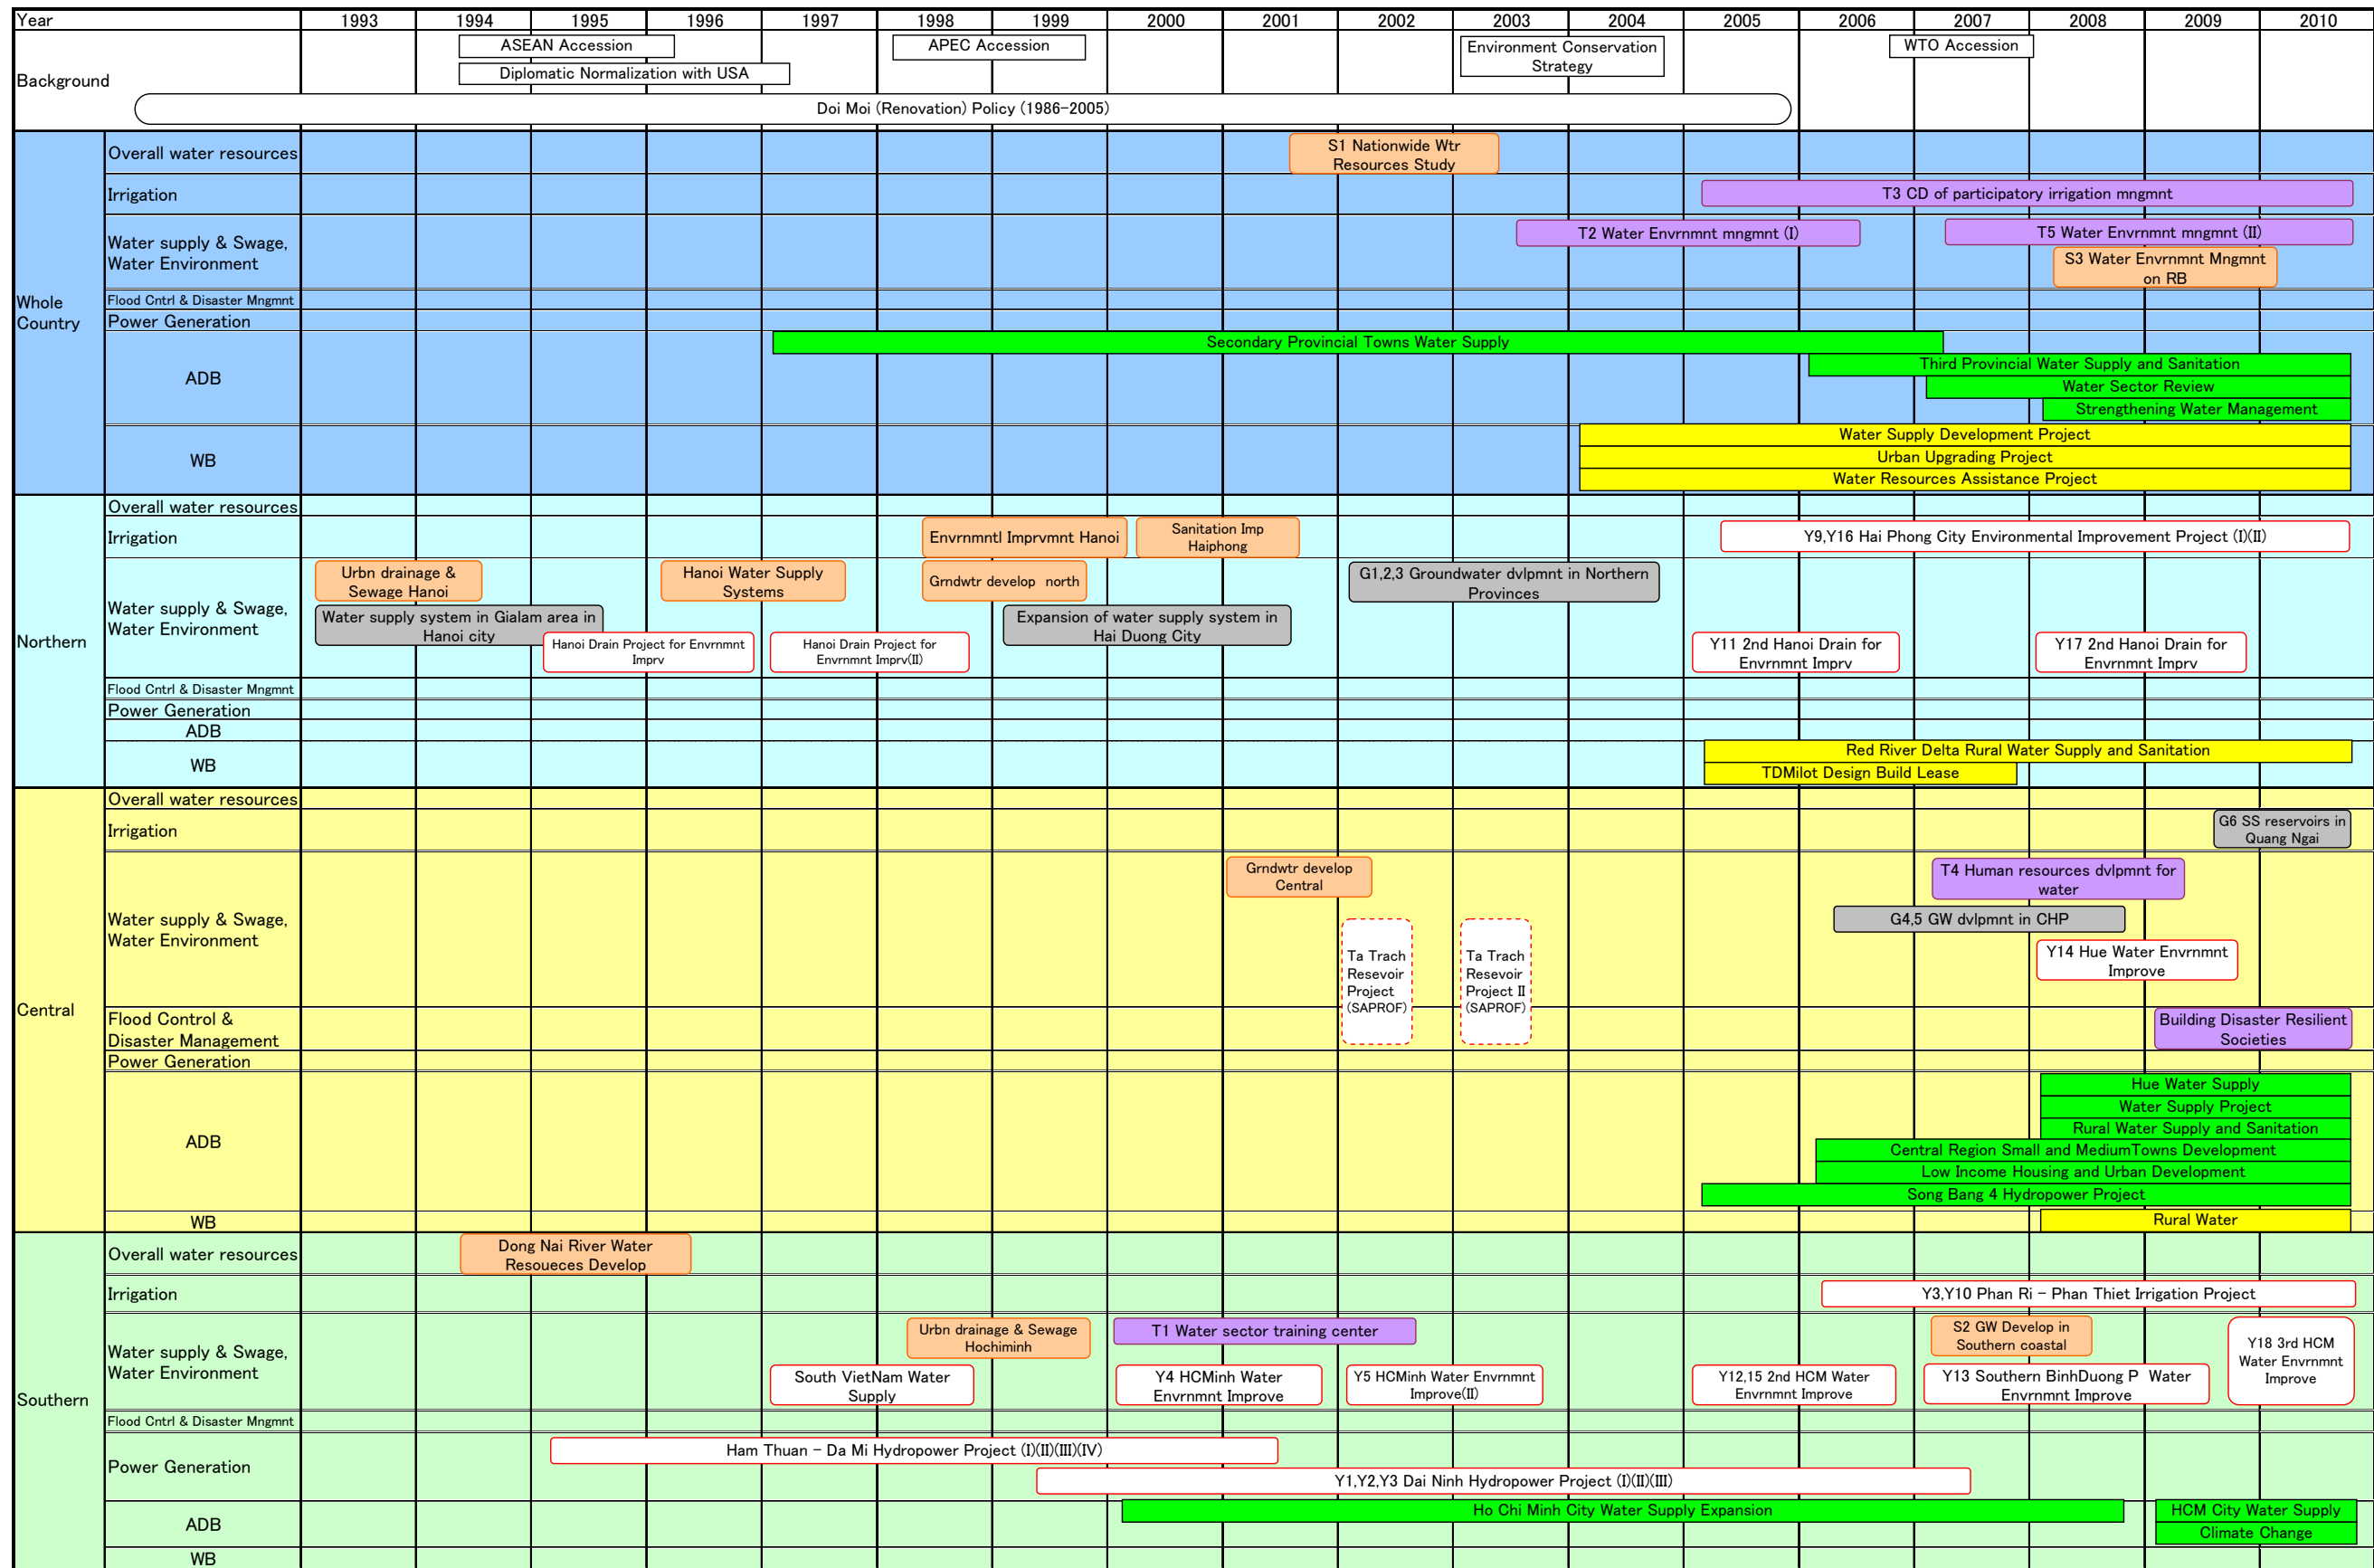 Year 1993 1994 1995 1996 1997 1998 1999 2000 2001 2002 2003 2004 2005 2006 2007 2008 2009 2010
Background
ASEAN Accession
APEC Accession
Environment Conservation
Strategy
WTO Accession
Diplomatic Normalization with USA
Doi Moi (Renovation) Policy (1986-2005)
Whole
Country
Overall water resources
S1 Nationwide Wtr
Resources Study
Irrigation
T3 CD of participatory irrigation mngmnt
Water supply & Swage,
Water Environment
T2 Water Envrnmnt mngmnt (I)
T5 Water Envrnmnt mngmnt (II)
S3 Water Envrnmnt Mngmnt
on RB
Flood Cntrl & Disaster Mngmnt
Power Generation
ADB
Secondary Provincial Towns Water Supply
Third Provincial Water Supply and Sanitation
Water Sector Review
Strengthening Water Management
WB
Water Supply Development Project
Urban Upgrading Project
Water Resources Assistance Project
Northern
Overall water resources
Irrigation
Envrnmntl Imprvmnt Hanoi
Sanitation Imp
Haiphong
Y9,Y16 Hai Phong City Environmental Improvement Project (I)(II)
Water supply & Swage,
Water Environment
Urbn drainage &
Sewage Hanoi
Hanoi Water Supply
Systems
Grndwtr develop north
G1,2,3 Groundwater dvlpmnt in Northern
Provinces
Water supply system in Gialam area in
Hanoi city
Expansion of water supply system in
Hai Duong City
Hanoi Drain Project for Envrnmnt
Imprv
Hanoi Drain Project for
Envrnmnt Imprv(II)
Y11 2nd Hanoi Drain for
Envrnmnt Imprv
Y17 2nd Hanoi Drain for
Envrnmnt Imprv
Flood Cntrl & Disaster Mngmnt
Power Generation
ADB
WB
Red River Delta Rural Water Supply and Sanitation
TDMilot Design Build Lease
Central
Overall water resources
Irrigation
G6 SS reservoirs in
Quang Ngai
Water supply & Swage,
Water Environment
Grndwtr develop
Central
T4 Human resources dvlpmnt for
water
G4,5 GW dvlpmnt in CHP
Y14 Hue Water Envrnmnt
Improve
Ta Trach
Resevoir
Project
(SAPROF)
Ta Trach
Resevoir
Project II
(SAPROF)
Flood Control &
Disaster Management
Building Disaster Resilient
Societies
Power Generation
ADB
Hue Water Supply
Water Supply Project
Rural Water Supply and Sanitation
Central Region Small and MediumTowns Development
Low Income Housing and Urban Development
Song Bang 4 Hydropower Project
WB
Rural Water
Southern
Overall water resources
Dong Nai River Water
Resoueces Develop
Irrigation
Y3,Y10 Phan Ri - Phan Thiet Irrigation Project
Water supply & Swage,
Water Environment
Urbn drainage & Sewage
Hochiminh
T1 Water sector training center
S2 GW Develop in
Southern coastal
Y18 3rd HCM
Water Envrnmnt
Improve
South VietNam Water
Supply
Y4 HCMinh Water
Envrnmnt Improve
Y5 HCMinh Water Envrnmnt
Improve(II)
Y12,15 2nd HCM Water
Envrnmnt Improve
Y13 Southern BinhDuong P Water
Envrnmnt Improve
Flood Cntrl & Disaster Mngmnt
Power Generation
Ham Thuan - Da Mi Hydropower Project (I)(II)(III)(IV)
Y1,Y2,Y3 Dai Ninh Hydropower Project (I)(II)(III)
ADB
Ho Chi Minh City Water Supply Expansion
HCM City Water Supply
Climate Change
WB